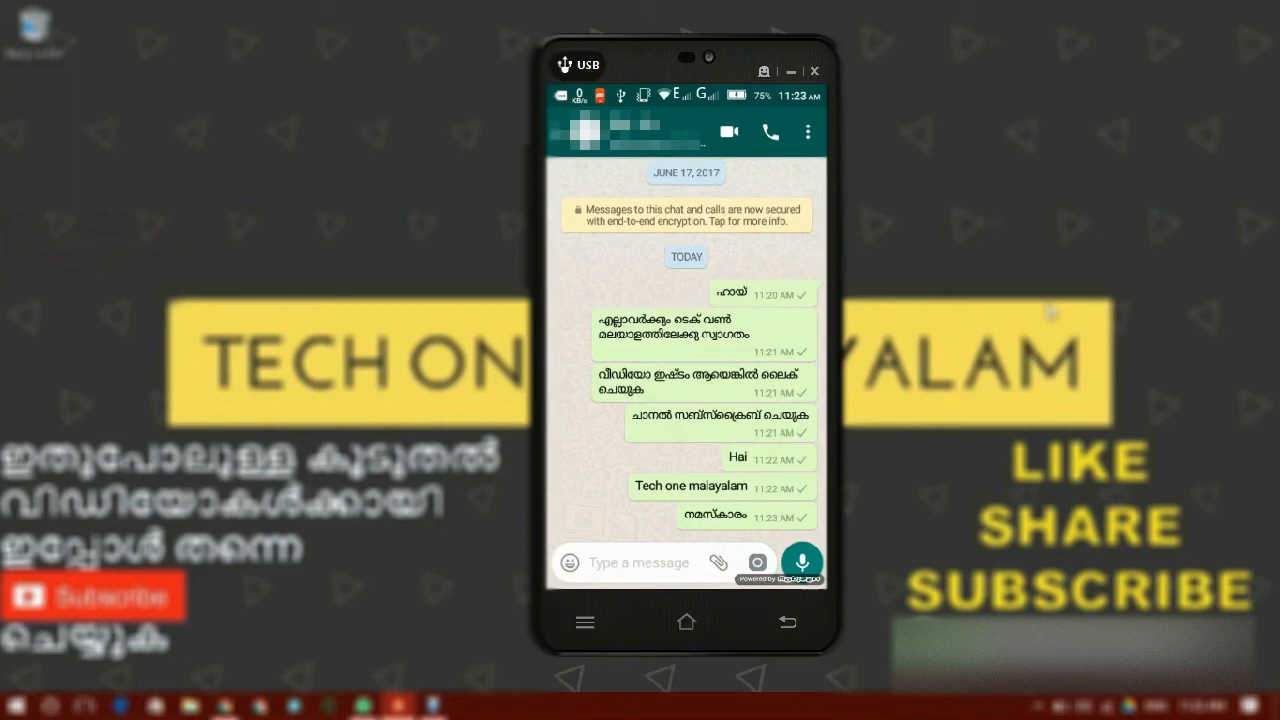 USB
0 KB/s E G 75% 11:23 AM
JUNE 17, 2017
Messages to this chat and calls are now secured
with end-to-end encryption. Tap for more info.
TODAY
ഹായ് 11:20 AM
എല്ലാവർക്കും ടെക് വൺ
മലയാളത്തിലേക്കു സ്വാഗതം
11:21 AM
വീഡിയോ ഇഷ്ടം ആയെങ്കിൽ ലൈക്
ചെയുക 11:21 AM
ചാനൽ സബ്സ്ക്രൈബ് ചെയുക
11:21 AM
Hai 11:22 AM
Tech one malayalam 11:22 AM
നമസ്കാരം 11:23 AM
Type a message
Powered by
TECH ON YALAM
ഇതുപോലുള്ള കൂടുതൽ
വിഡിയോകൾക്കായി
ഇപ്പോൾ തന്നെ
Subscribe
ചെയ്യുക
LIKE
SHARE
SUBSCRIBE